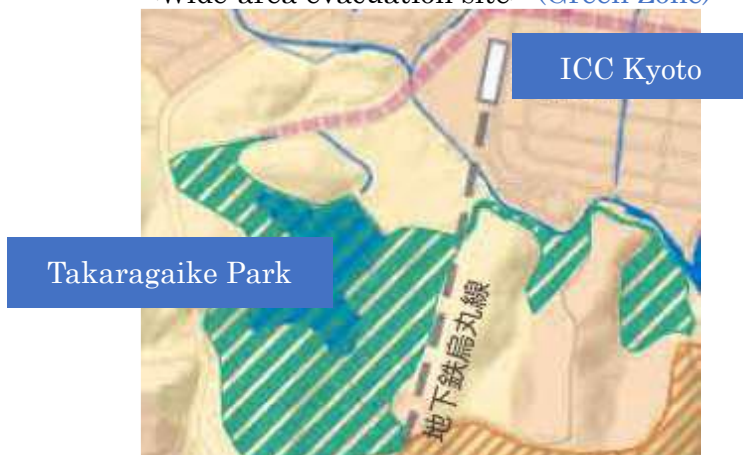 Wide area evacuation site (Green Zone)
ICC Kyoto
Takaragaike Park
地下鉄烏丸線